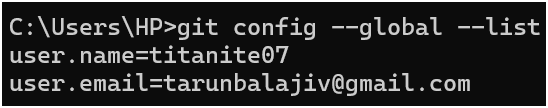 C:\Users\HP>git config --global --list
user.name=titanite07
user.email=tarunbalajiv@gmail.com